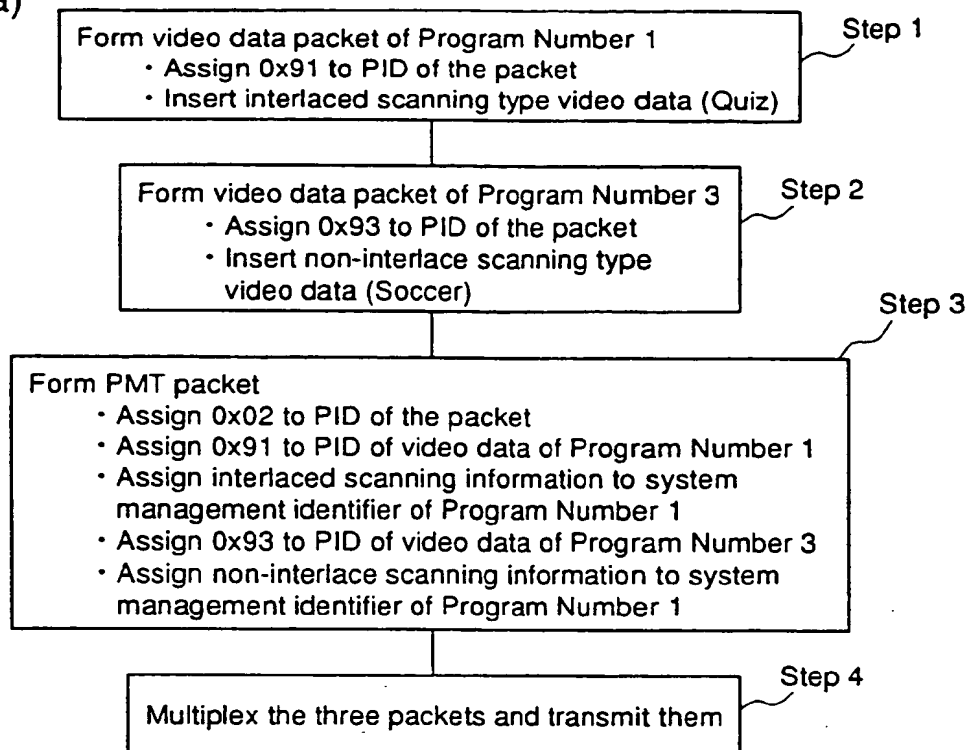 a)
Form video data packet of Program Number 1
・Assign 0x91 to PID of the packet
・Insert interlaced scanning type video data (Quiz)
Step 1
Form video data packet of Program Number 3
・Assign 0x93 to PID of the packet
・Insert non-interlace scanning type
video data (Soccer)
Step 2
Form PMT packet
・Assign 0x02 to PID of the packet
・Assign 0x91 to PID of video data of Program Number 1
・Assign interlaced scanning information to system
management identifier of Program Number 1
・Assign 0x93 to PID of video data of Program Number 3
・Assign non-interlace scanning information to system
management identifier of Program Number 1
Step 3
Multiplex the three packets and transmit them
Step 4